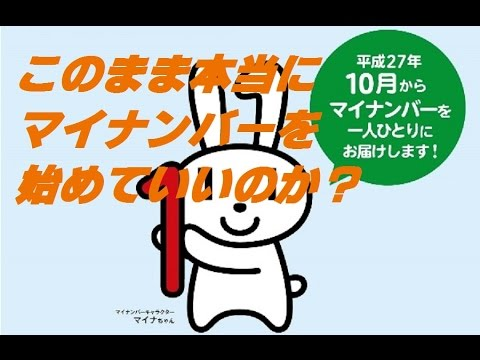 このまま本当に
マイナンバーを
始めていいのか？
平成27年
10月から
マイナンバーを
一人ひとりに
お届けします！
マイナンバーキャラクター
マイナちゃん